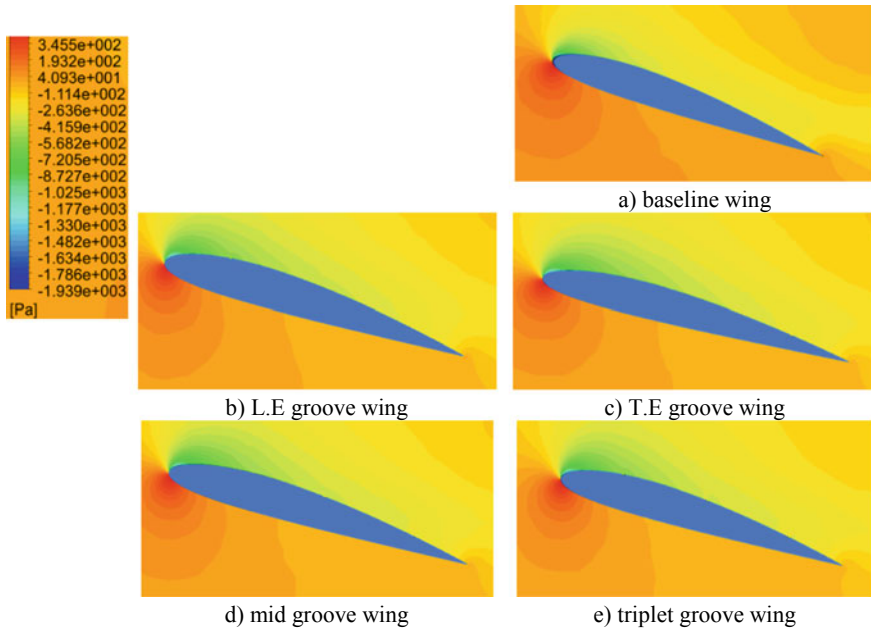 3.455e+002
1.932e+002
4.093e+001
-1.114e+002
-2.636e+002
-4.159e+002
-5.682e+002
-7.205e+002
-8.727e+002
-1.025e+003
-1.177e+003
-1.330e+003
-1.482e+003
-1.634e+003
-1.786e+003
-1.939e+003
[Pa]
a) baseline wing
b) L.E groove wing
c) T.E groove wing
d) mid groove wing
e) triplet groove wing